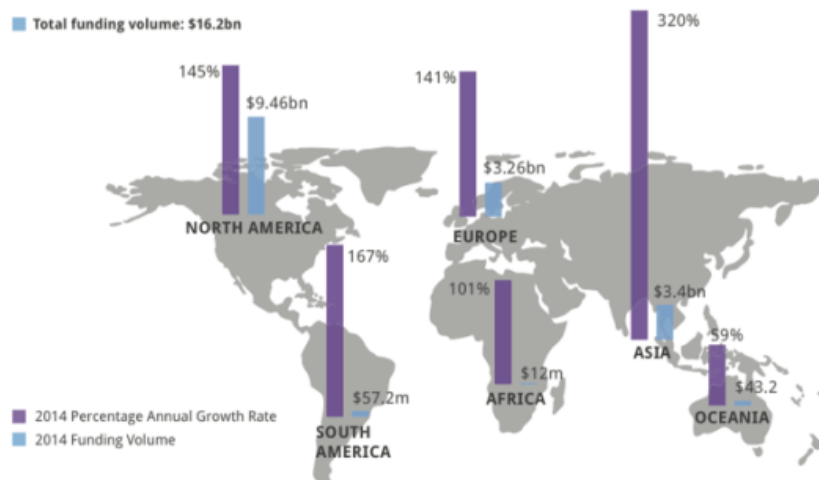 Total funding volume: $16.2bn
320%
145%
141%
$9.46bn
$3.26bn
NORTH AMERICA
EUROPE
167%
101%
$3.4bn
59%
ASIA
$12m
$43.2
$57.2m
AFRICA
2014 Percentage Annual Growth Rate
OCEANIA
SOUTH
AMERICA
2014 Funding Volume